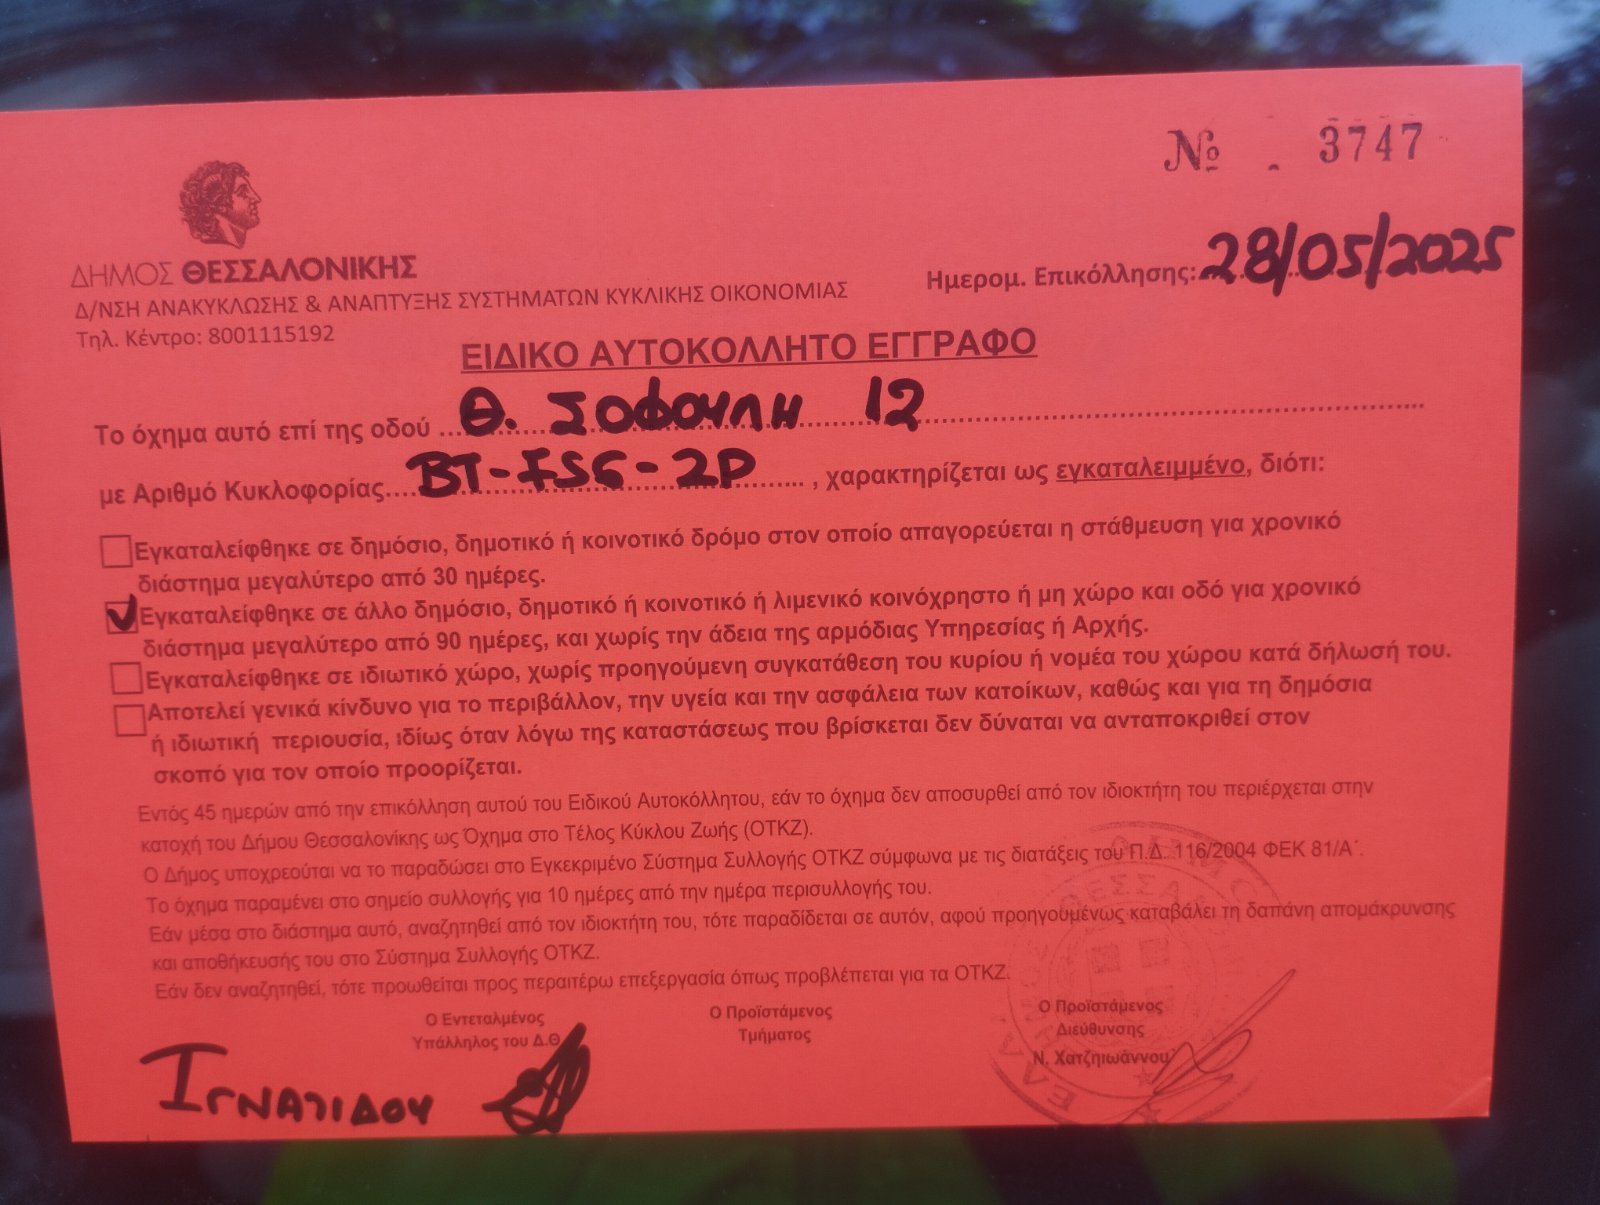 № 3747
ΔΗΜΟΣ ΘΕΣΣΑΛΟΝΙΚΗΣ
Δ/ΝΣΗ ΑΝΑΚΥΚΛΩΣΗΣ & ΑΝΑΠΤΥΞΗΣ ΣΥΣΤΗΜΑΤΩΝ ΚΥΚΛΙΚΗΣ ΟΙΚΟΝΟΜΙΑΣ
Τηλ. Κέντρο: 8001115192
Ημερομ. Επικόλλησης: 28/05/2025
ΕΙΔΙΚΟ ΑΥΤΟΚΟΛΛΗΤΟ ΕΓΓΡΑΦΟ
Το όχημα αυτό επί της οδού Θ. Σοφούλη 12
με Αριθμό Κυκλοφορίας BT-FSG-2P, χαρακτηρίζεται ως εγκαταλειμμένο, διότι:
Εγκαταλείφθηκε σε δημόσιο, δημοτικό ή κοινοτικό δρόμο στον οποίο απαγορεύεται η στάθμευση για χρονικό
διάστημα μεγαλύτερο από 30 ημέρες.
Εγκαταλείφθηκε σε άλλο δημόσιο, δημοτικό ή κοινοτικό ή λιμενικό κοινόχρηστο ή μη χώρο και οδό για χρονικό
διάστημα μεγαλύτερο από 90 ημέρες, και χωρίς την άδεια της αρμόδιας Υπηρεσίας ή Αρχής.
Εγκαταλείφθηκε σε ιδιωτικό χώρο, χωρίς προηγούμενη συγκατάθεση του κυρίου ή νομέα του χώρου κατά δήλωσή του.
Αποτελεί γενικά κίνδυνο για το περιβάλλον, την υγεία και την ασφάλεια των κατοίκων, καθώς και για τη δημόσια
ή ιδιωτική περιουσία, ιδίως όταν λόγω της καταστάσεως που βρίσκεται δεν δύναται να ανταποκριθεί στον
σκοπό για τον οποίο προορίζεται.
Εντός 45 ημερών από την επικόλληση αυτού του Ειδικού Αυτοκόλλητου, εάν το όχημα δεν αποσυρθεί από τον ιδιοκτήτη του περιέρχεται στην
κατοχή του Δήμου Θεσσαλονίκης ως Όχημα στο Τέλος Κύκλου Ζωής (ΟΤΚΖ).
Ο Δήμος υποχρεούται να το παραδώσει στο Εγκεκριμένο Σύστημα Συλλογής ΟΤΚΖ σύμφωνα με τις διατάξεις του Π.Δ. 116/2004 ΦΕΚ 81/Α΄.
Το όχημα παραμένει στο σημείο συλλογής για 10 ημέρες από την ημέρα περισυλλογής του.
Εάν μέσα στο διάστημα αυτό, αναζητηθεί από τον ιδιοκτήτη του, τότε παραδίδεται σε αυτόν, αφού προηγουμένως καταβάλει τη δαπάνη απομάκρυνσης
και αποθήκευσής του στο Σύστημα Συλλογής ΟΤΚΖ.
Εάν δεν αναζητηθεί, τότε προωθείται προς περαιτέρω επεξεργασία όπως προβλέπεται για τα ΟΤΚΖ.
Ο Εντεταλμένος
Υπάλληλος του Δ.Θ
Ιγνατίδου
Ο Προϊστάμενος
Τμήματος
Ο Προϊστάμενος
Διεύθυνσης
Ν. Χατζηιωάννου